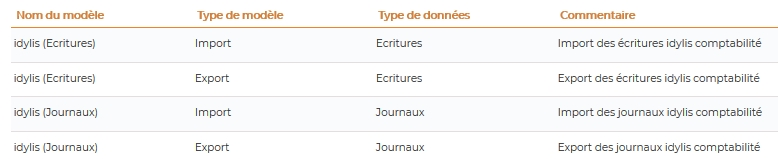 Nom du modèle Type de modèle Type de données Commentaire
idylis (Ecritures) Import Ecritures Import des écritures idylis comptabilité
idylis (Ecritures) Export Ecritures Export des écritures idylis comptabilité
idylis (Journaux) Import Journaux Import des journaux idylis comptabilité
idylis (Journaux) Export Journaux Export des journaux idylis comptabilité